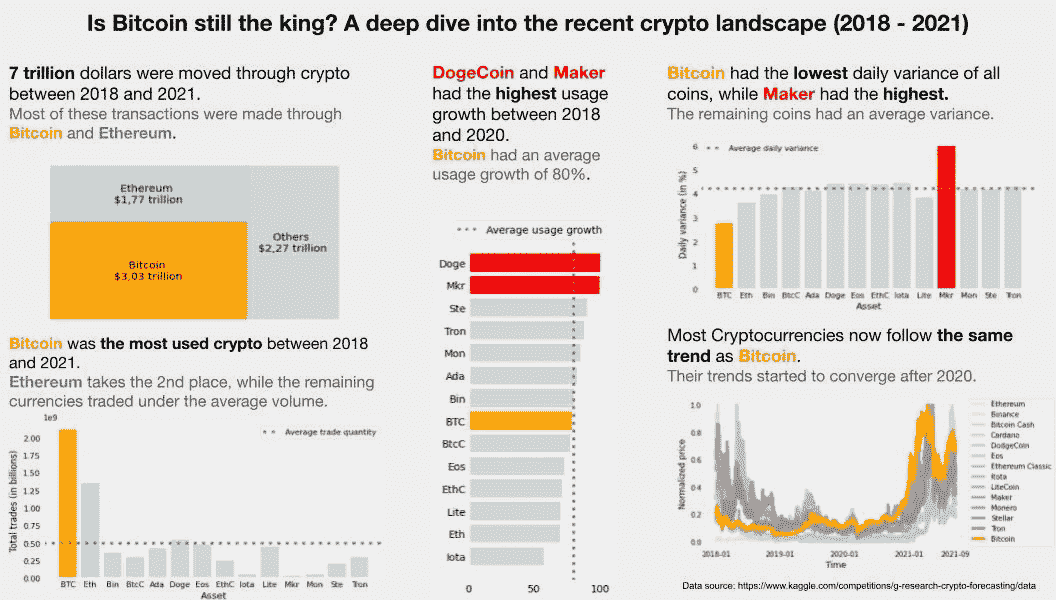 Is Bitcoin still the king? A deep dive into the recent crypto landscape (2018 - 2021)
7 trillion dollars were moved through crypto
between 2018 and 2021.
Most of these transactions were made through
Bitcoin and Ethereum.
Ethereum
$1,77 trillion
Others
$2,27 trillion
Bitcoin
$3,03 trillion
Bitcoin was the most used crypto between 2018
and 2021.
Ethereum takes the 2nd place, while the remaining
currencies traded under the average volume.
1e9
Average trade quantity
Total trades (in billions)
2.00
1.75
1.50
1.25
1.00
0.75
0.50
0.25
0.00
BTC Eth Bin BtcC Ada Doge Eos EthC Iota Lite Mkr Mon Ste Tron
Asset
DogeCoin and Maker
had the highest usage
growth between 2018
and 2020.
Bitcoin had an average
usage growth of 80%.
Average usage growth
Doge
Mkr
Ste
Tron
Mon
Ada
Bin
BTC
BtcC
Eos
EthC
Lite
Eth
Iota
0 50 100
Bitcoin had the lowest daily variance of all
coins, while Maker had the highest.
The remaining coins had an average variance.
Average daily variance
Daily variance (in %)
6
5
4
3
2
1
0
BTC Eth Bin BtcC Ada Doge Eos EthC Iota Lite Mkr Mon Ste Tron
Asset
Most Cryptocurrencies now follow the same
trend as Bitcoin.
Their trends started to converge after 2020.
Normalized price
1.0
0.8
0.6
0.4
0.2
0.0
2018-01 2019-01 2020-01 2021-01 2021-09
Time
Ethereum
Binance
Bitcoin Cash
Cardano
DogeCoin
Eos
Ethereum Classic
Iota
LiteCoin
Maker
Monero
Stellar
Tron
Bitcoin
Data source: https://www.kaggle.com/competitions/g-research-crypto-forecasting/data